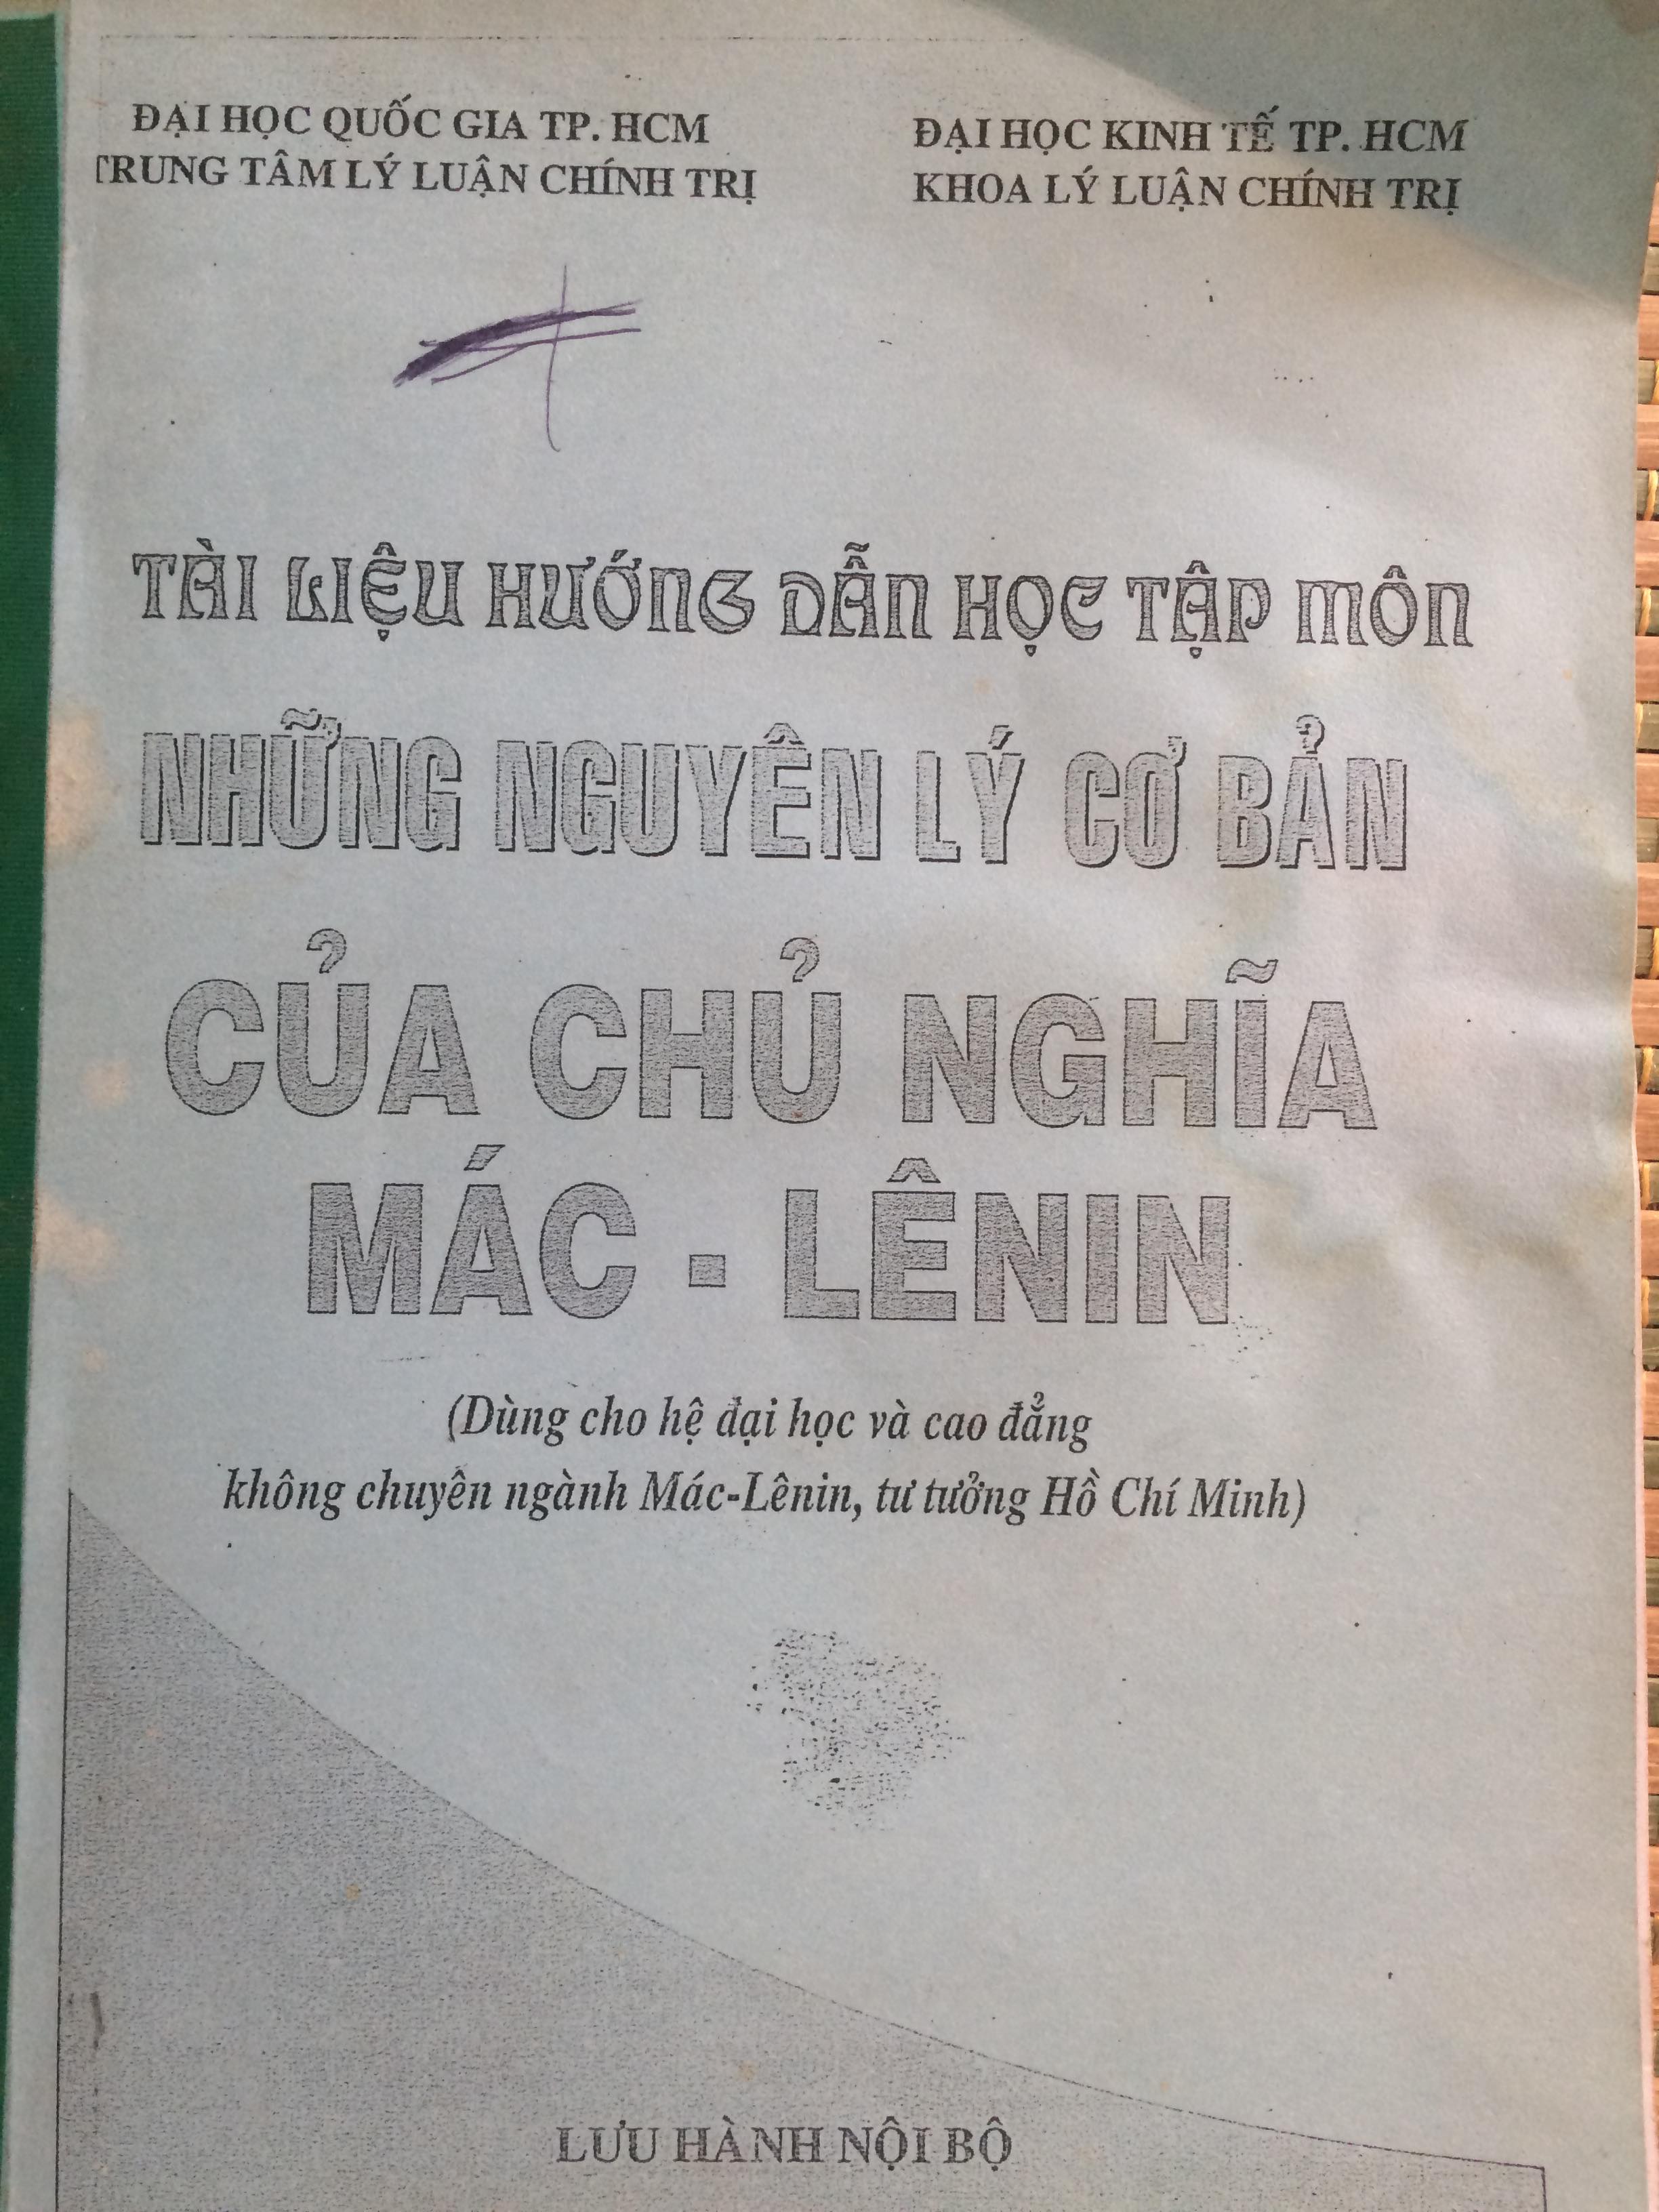 ĐẠI HỌC QUỐC GIA TP. HCM
TRUNG TÂM LÝ LUẬN CHÍNH TRỊ
ĐẠI HỌC KINH TẾ TP. HCM
KHOA LÝ LUẬN CHÍNH TRỊ
TÀI LIỆU HƯỚNG DẪN HỌC TẬP MÔN
NHỮNG NGUYÊN LÝ CƠ BẢN
CỦA CHỦ NGHĨA
MÁC - LÊNIN
(Dùng cho hệ đại học và cao đẳng
không chuyên ngành Mác-Lênin, tư tưởng Hồ Chí Minh)
LƯU HÀNH NỘI BỘ